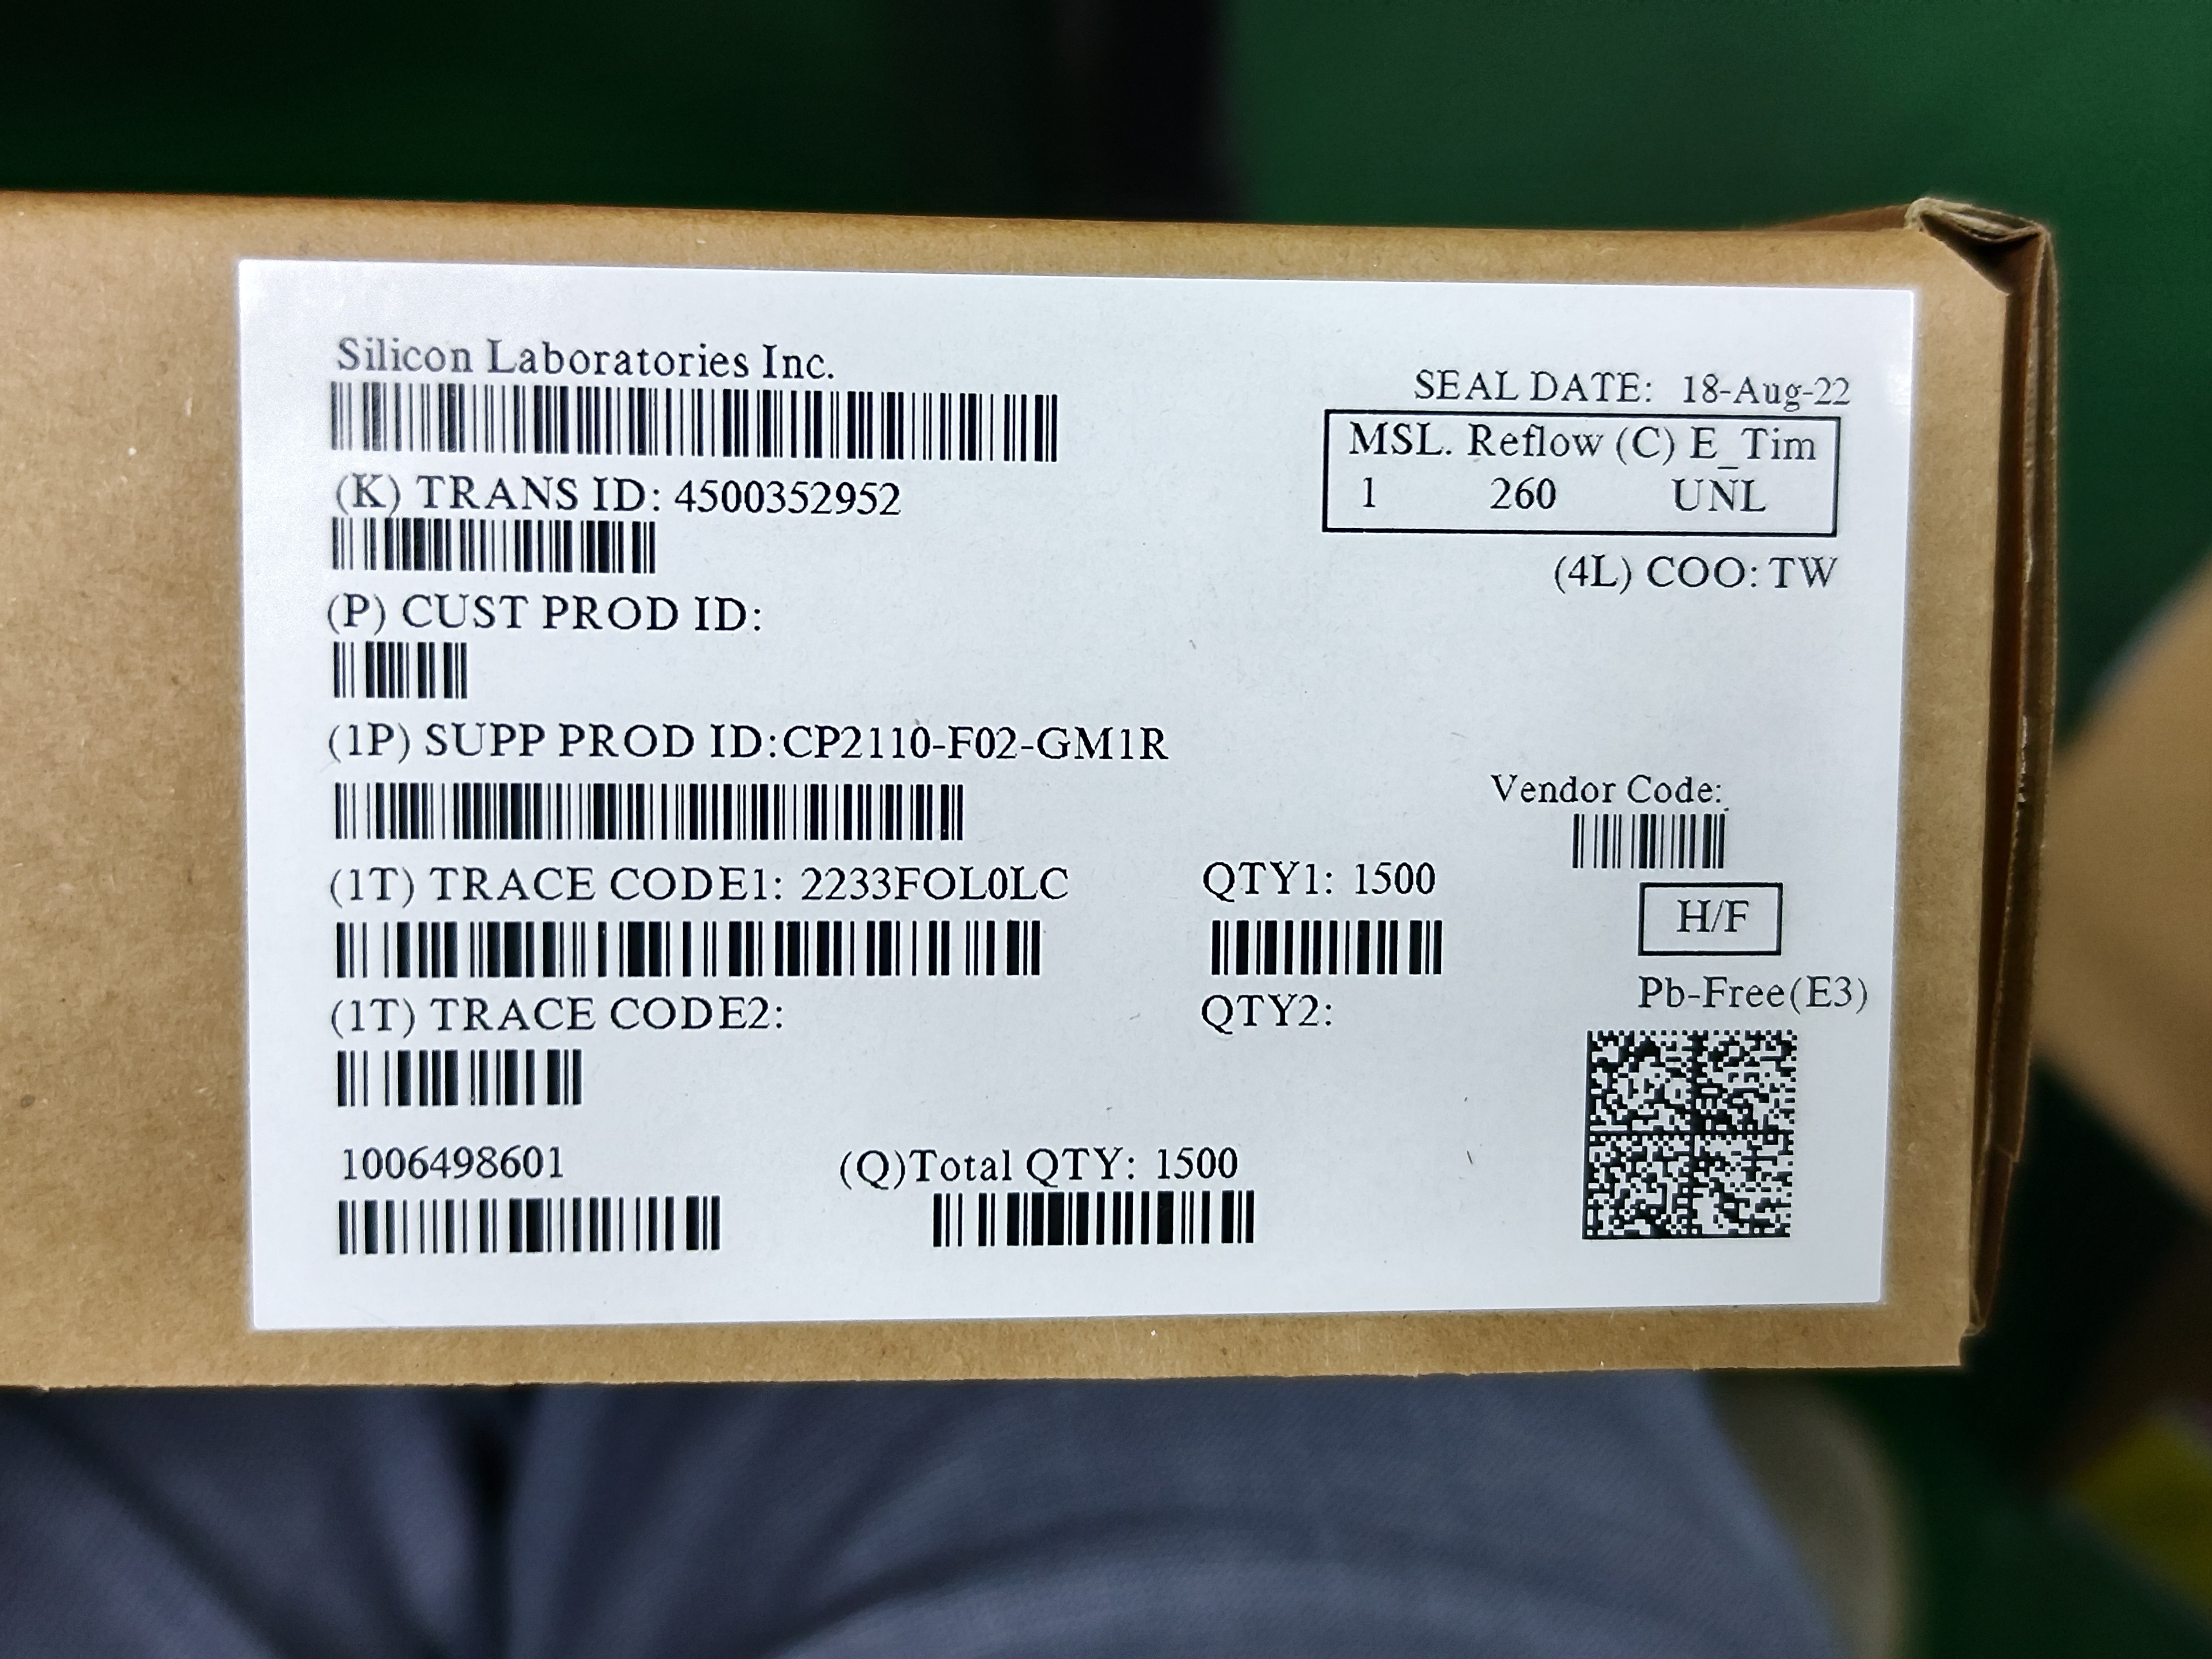 Silicon Laboratories Inc.
SEAL DATE: 18-Aug-22
MSL. Reflow (C) E_Tim
1 260 UNL
(K) TRANS ID: 4500352952
(4L) COO: TW
(P) CUST PROD ID:
(1P) SUPP PROD ID:CP2110-F02-GM1R
Vendor Code:
(1T) TRACE CODE1: 2233FOL0LC QTY1: 1500
H/F
Pb-Free(E3)
(1T) TRACE CODE2: QTY2:
1006498601 (Q)Total QTY: 1500